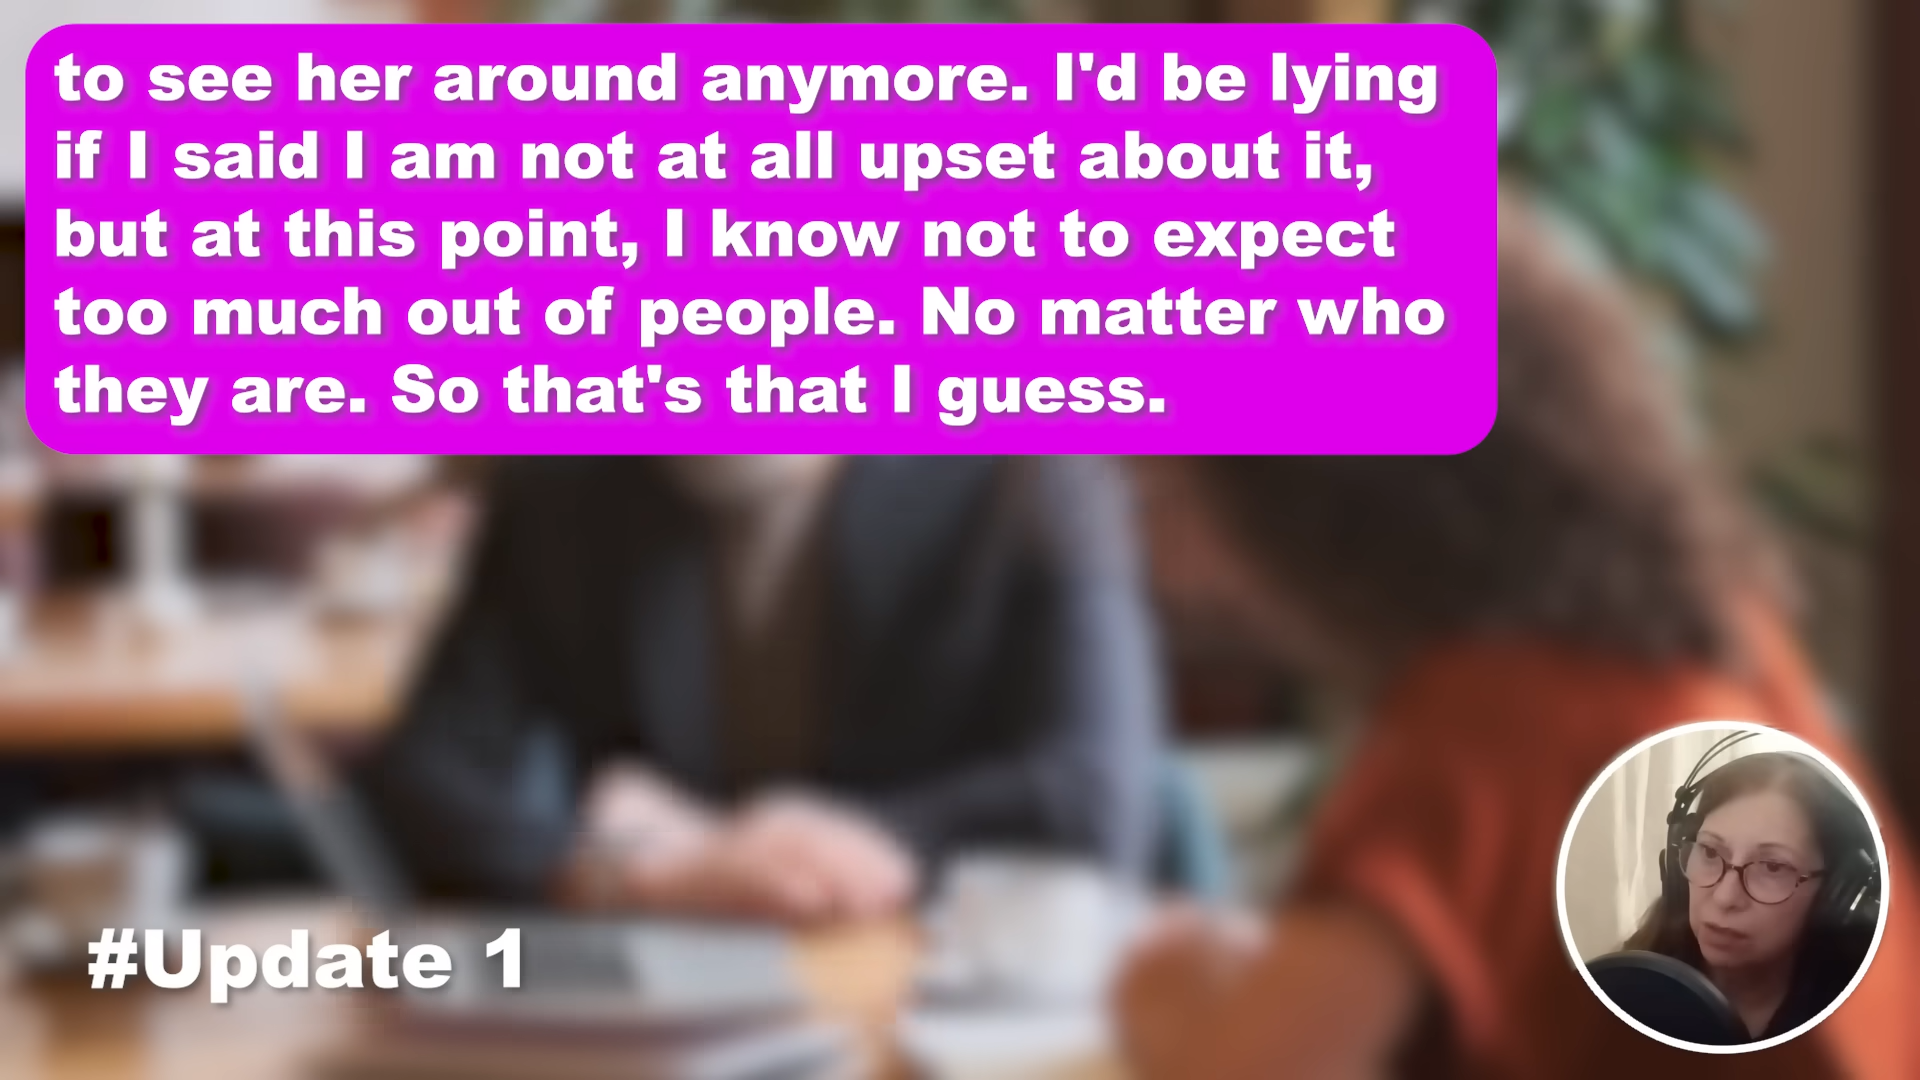 to see her around anymore. I'd be lying
if I said I am not at all upset about it,
but at this point, I know not to expect
too much out of people. No matter who
they are. So that's that I guess.
#Update 1